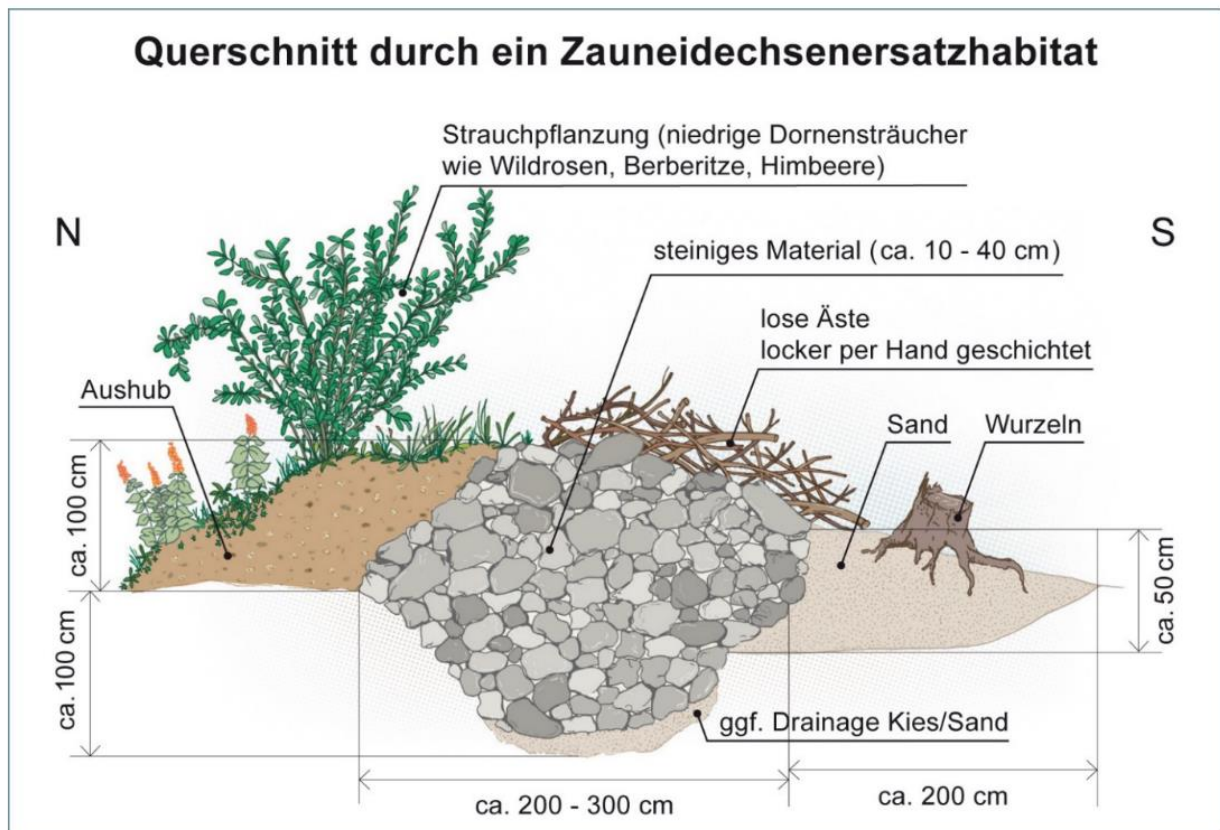 Querschnitt durch ein Zauneidechsenersatzhabitat
Strauchpflanzung (niedrige Dornensträucher
wie Wildrosen, Berberitze, Himbeere)
N
S
steiniges Material (ca. 10 - 40 cm)
lose Äste
locker per Hand geschichtet
Aushub
Sand
Wurzeln
ca. 100 cm
ca. 50 cm
ca. 100 cm
ggf. Drainage Kies/Sand
ca. 200 - 300 cm
ca. 200 cm